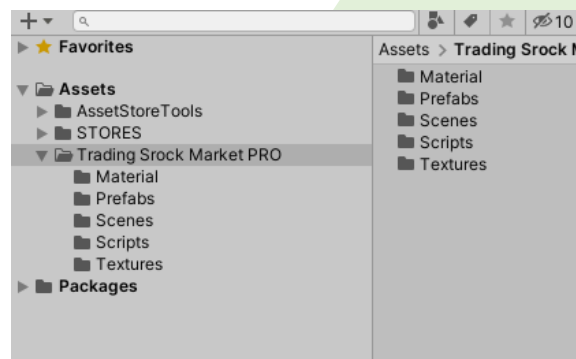 10
Favorites
Assets > Trading Srock M
Assets
AssetStoreTools
STORES
Trading Srock Market PRO
Material
Prefabs
Scenes
Scripts
Textures
Packages
Material
Prefabs
Scenes
Scripts
Textures